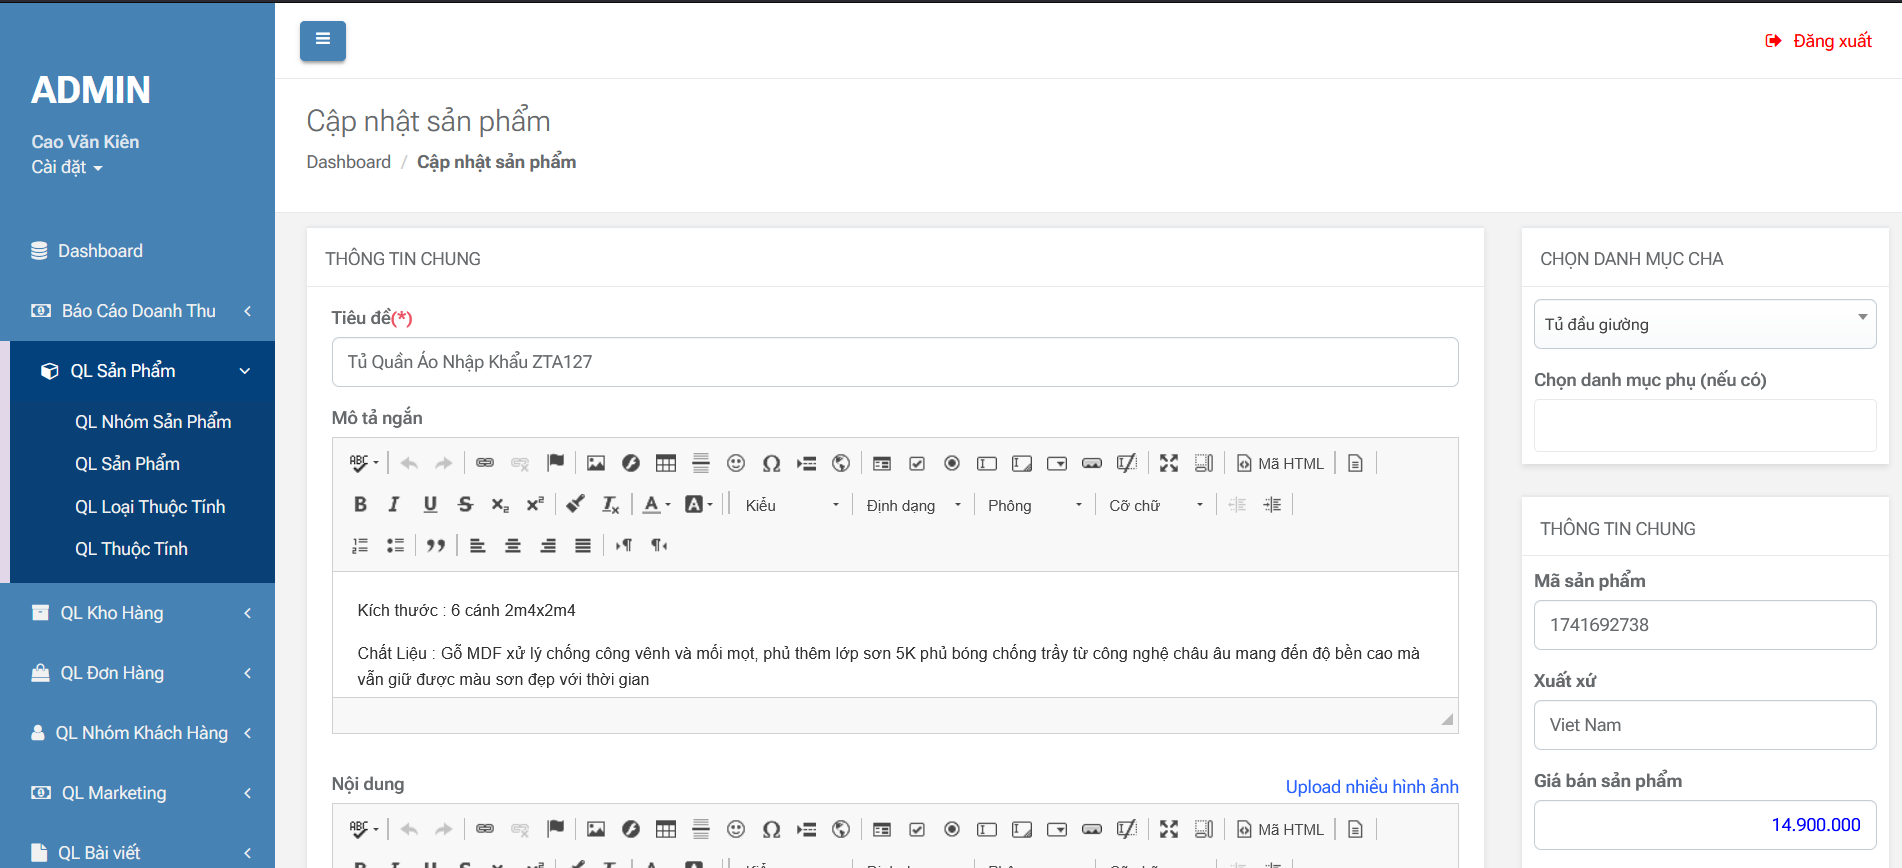 ADMIN
Cao Văn Kiên
Cài đặt
Dashboard
Báo Cáo Doanh Thu
QL Sản Phẩm
QL Nhóm Sản Phẩm
QL Sản Phẩm
QL Loại Thuộc Tính
QL Thuộc Tính
QL Kho Hàng
QL Đơn Hàng
QL Nhóm Khách Hàng
QL Marketing
QL Bài viết
Đăng xuất
Cập nhật sản phẩm
Dashboard / Cập nhật sản phẩm
THÔNG TIN CHUNG
Tiêu đề(*)
Tủ Quần Áo Nhập Khẩu ZTA127
Mô tả ngắn
ABC Mã HTML
Kiểu Định dạng Phông Cỡ chữ
Kích thước : 6 cánh 2m4x2m4
Chất Liệu : Gỗ MDF xử lý chống công vênh và mối mọt, phủ thêm lớp sơn 5K phủ bóng chống trầy từ công nghệ châu âu mang đến độ bền cao mà
vẫn giữ được màu sơn đẹp với thời gian
Nội dung
Upload nhiều hình ảnh
ABC Mã HTML
CHỌN DANH MỤC CHA
Tủ đầu giường
Chọn danh mục phụ (nếu có)
THÔNG TIN CHUNG
Mã sản phẩm
1741692738
Xuất xứ
Viet Nam
Giá bán sản phẩm
14.900.000